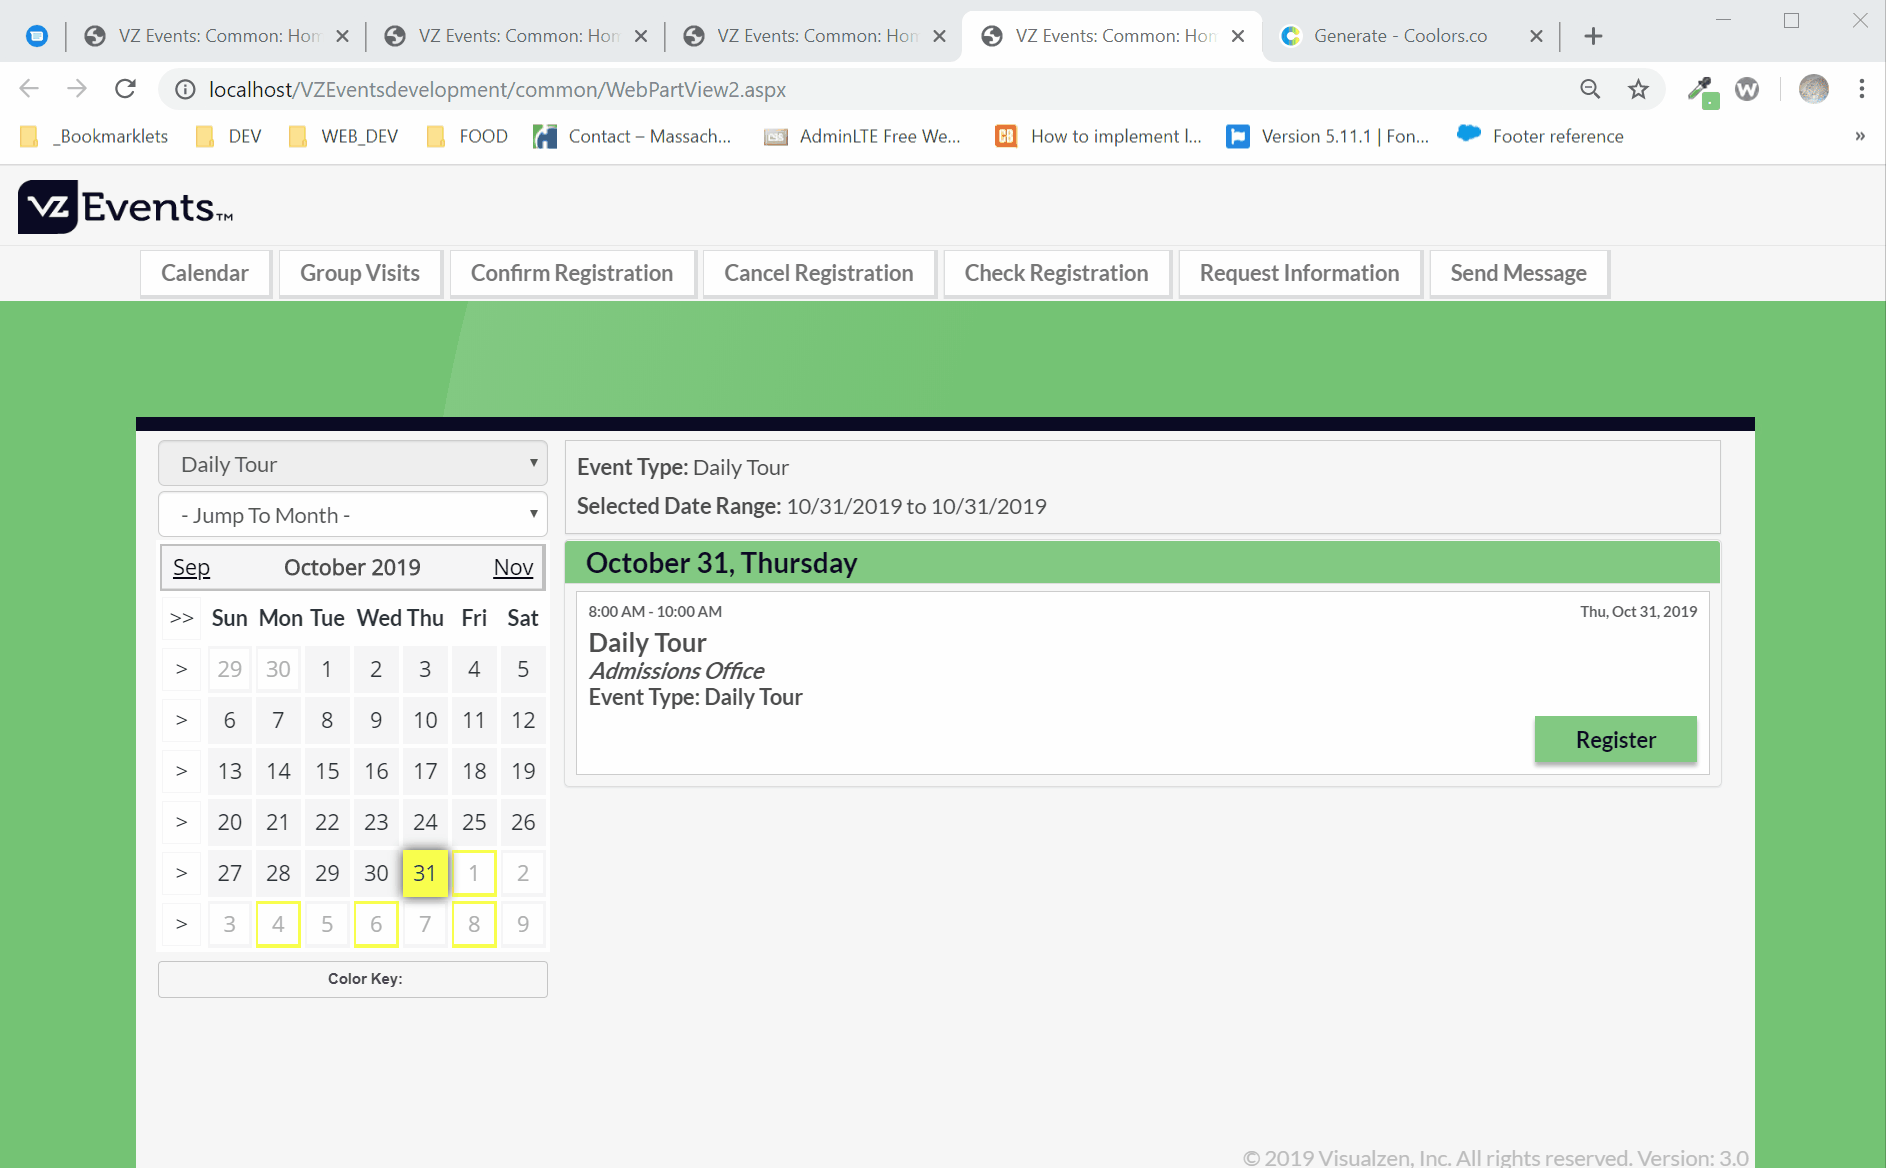 VZ Events: Common: Hom
VZ Events: Common: Hom
VZ Events: Common: Hom
VZ Events: Common: Hom
Generate - Coolors.co
localhost/VZEventsdevelopment/common/WebPartView2.aspx
W
_Bookmarklets
DEV
WEB_DEV
FOOD
Contact – Massach...
CSS
AdminLTE Free We...
CB
How to implement l...
Version 5.11.1 | Fon...
Footer reference
»
VZ Events™
Calendar
Group Visits
Confirm Registration
Cancel Registration
Check Registration
Request Information
Send Message
Daily Tour
- Jump To Month -
Sep October 2019 Nov
>> Sun Mon Tue Wed Thu Fri Sat
> 29 30 1 2 3 4 5
> 6 7 8 9 10 11 12
> 13 14 15 16 17 18 19
> 20 21 22 23 24 25 26
> 27 28 29 30 31 1 2
> 3 4 5 6 7 8 9
Color Key:
Event Type: Daily Tour
Selected Date Range: 10/31/2019 to 10/31/2019
October 31, Thursday
8:00 AM - 10:00 AM
Thu, Oct 31, 2019
Daily Tour
Admissions Office
Event Type: Daily Tour
Register
© 2019 Visualzen, Inc. All rights reserved. Version: 3.0